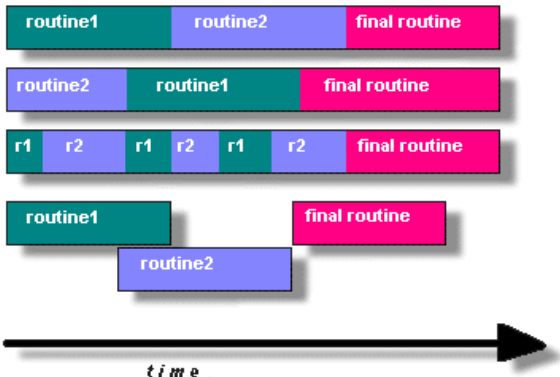 routine1 routine2 final routine
routine2 routine1 final routine
r1 r2 r1 r2 r1 r2 final routine
routine1 final routine
routine2
time